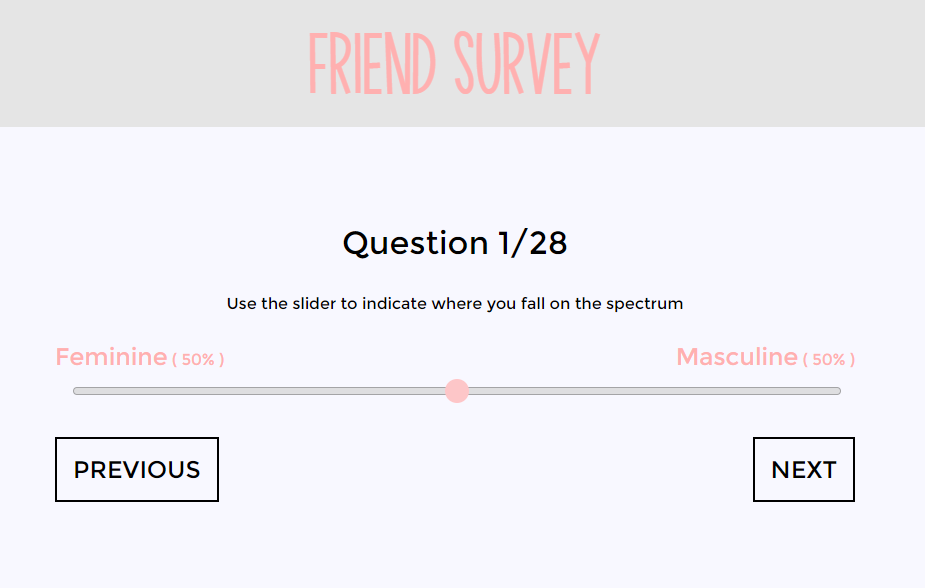 FRIEND SURVEY
Question 1/28
Use the slider to indicate where you fall on the spectrum
Feminine ( 50% ) Masculine ( 50% )
PREVIOUS NEXT